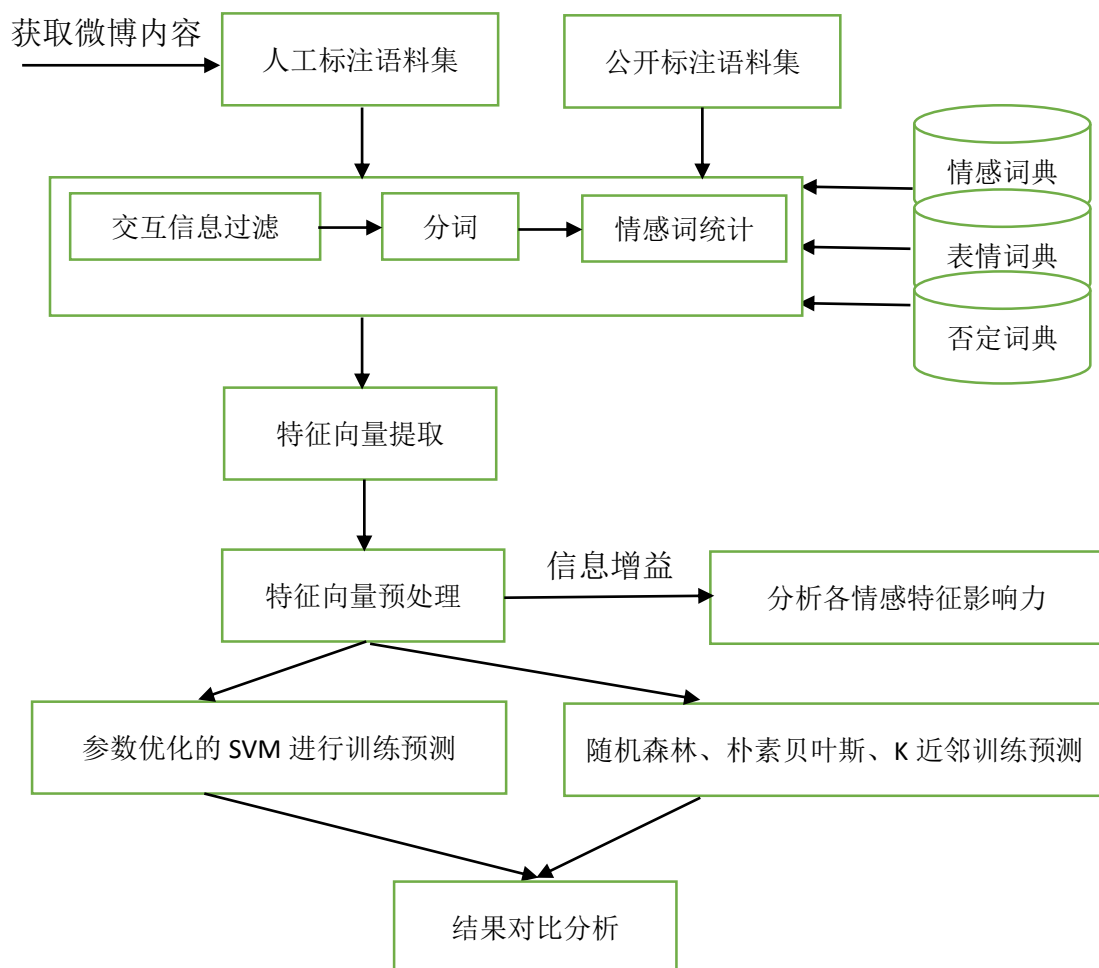 获取微博内容
人工标注语料集
公开标注语料集
情感词典
交互信息过滤
分词
情感词统计
表情词典
否定词典
特征向量提取
特征向量预处理
信息增益
分析各情感特征影响力
参数优化的 SVM 进行训练预测
随机森林、朴素贝叶斯、K 近邻训练预测
结果对比分析